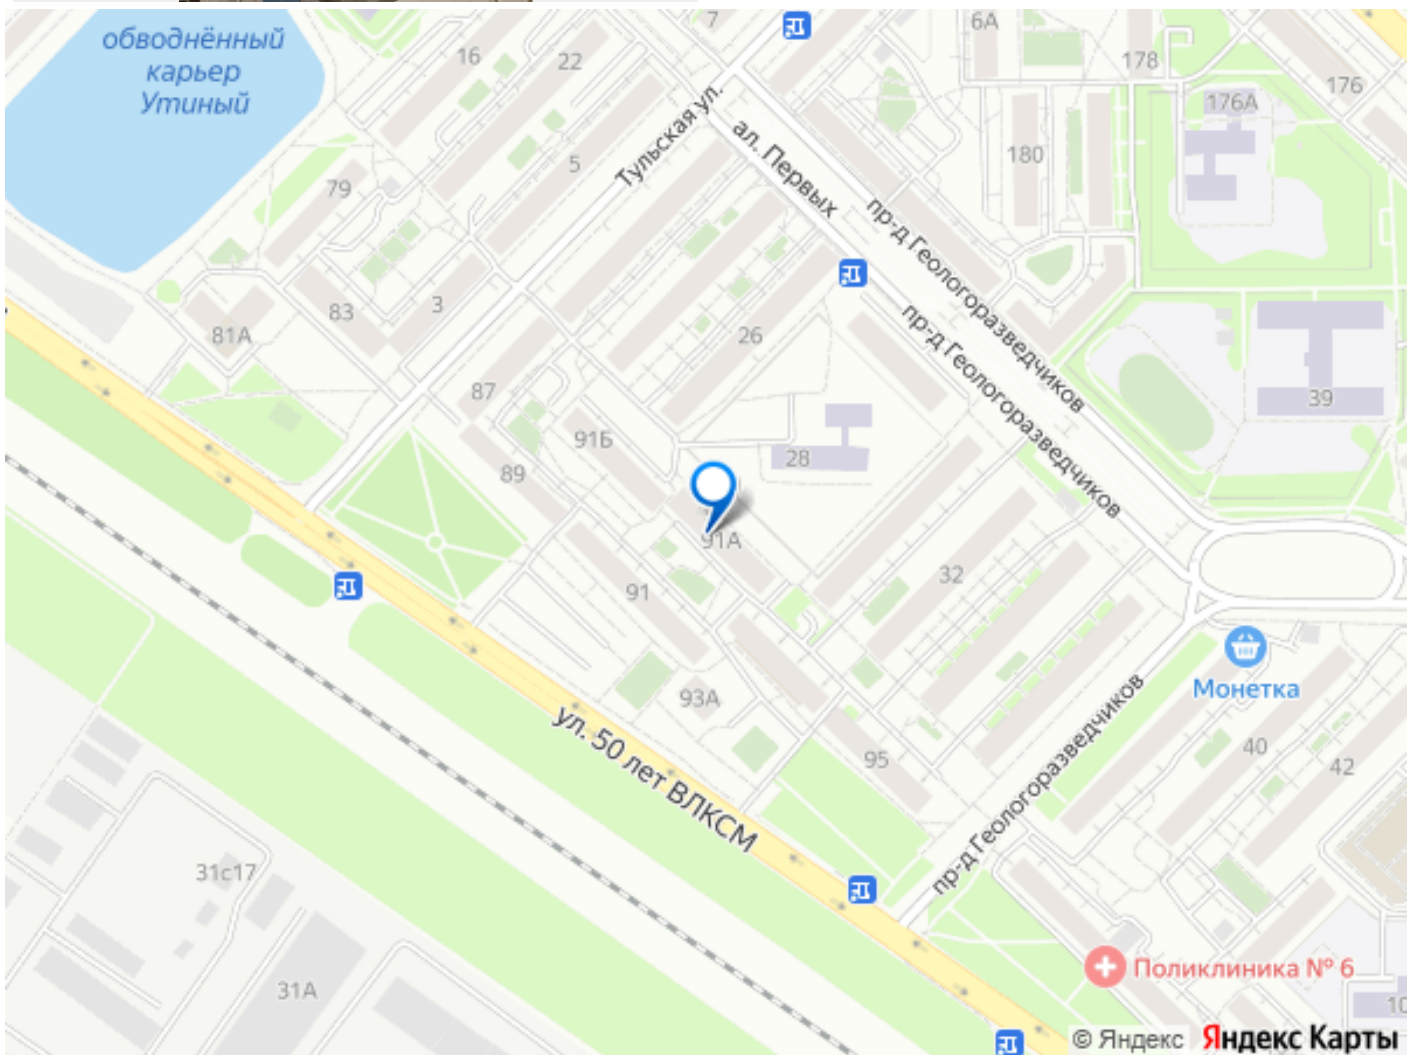 обводнённый
карьер
Утиный
16
22
7
6А
178
176
176А
180
5
Тульская ул.
ал. Первых
пр-д Геологоразведчиков
79
83
3
81А
26
пр-д Геологоразведчиков
87
91Б
89
28
39
91А
91
32
93А
95
Монетка
40
42
ул. 50 лет ВЛКСМ
пр-д Геологоразведчиков
31с17
31А
Поликлиника № 6
10
© Яндекс Яндекс Карты